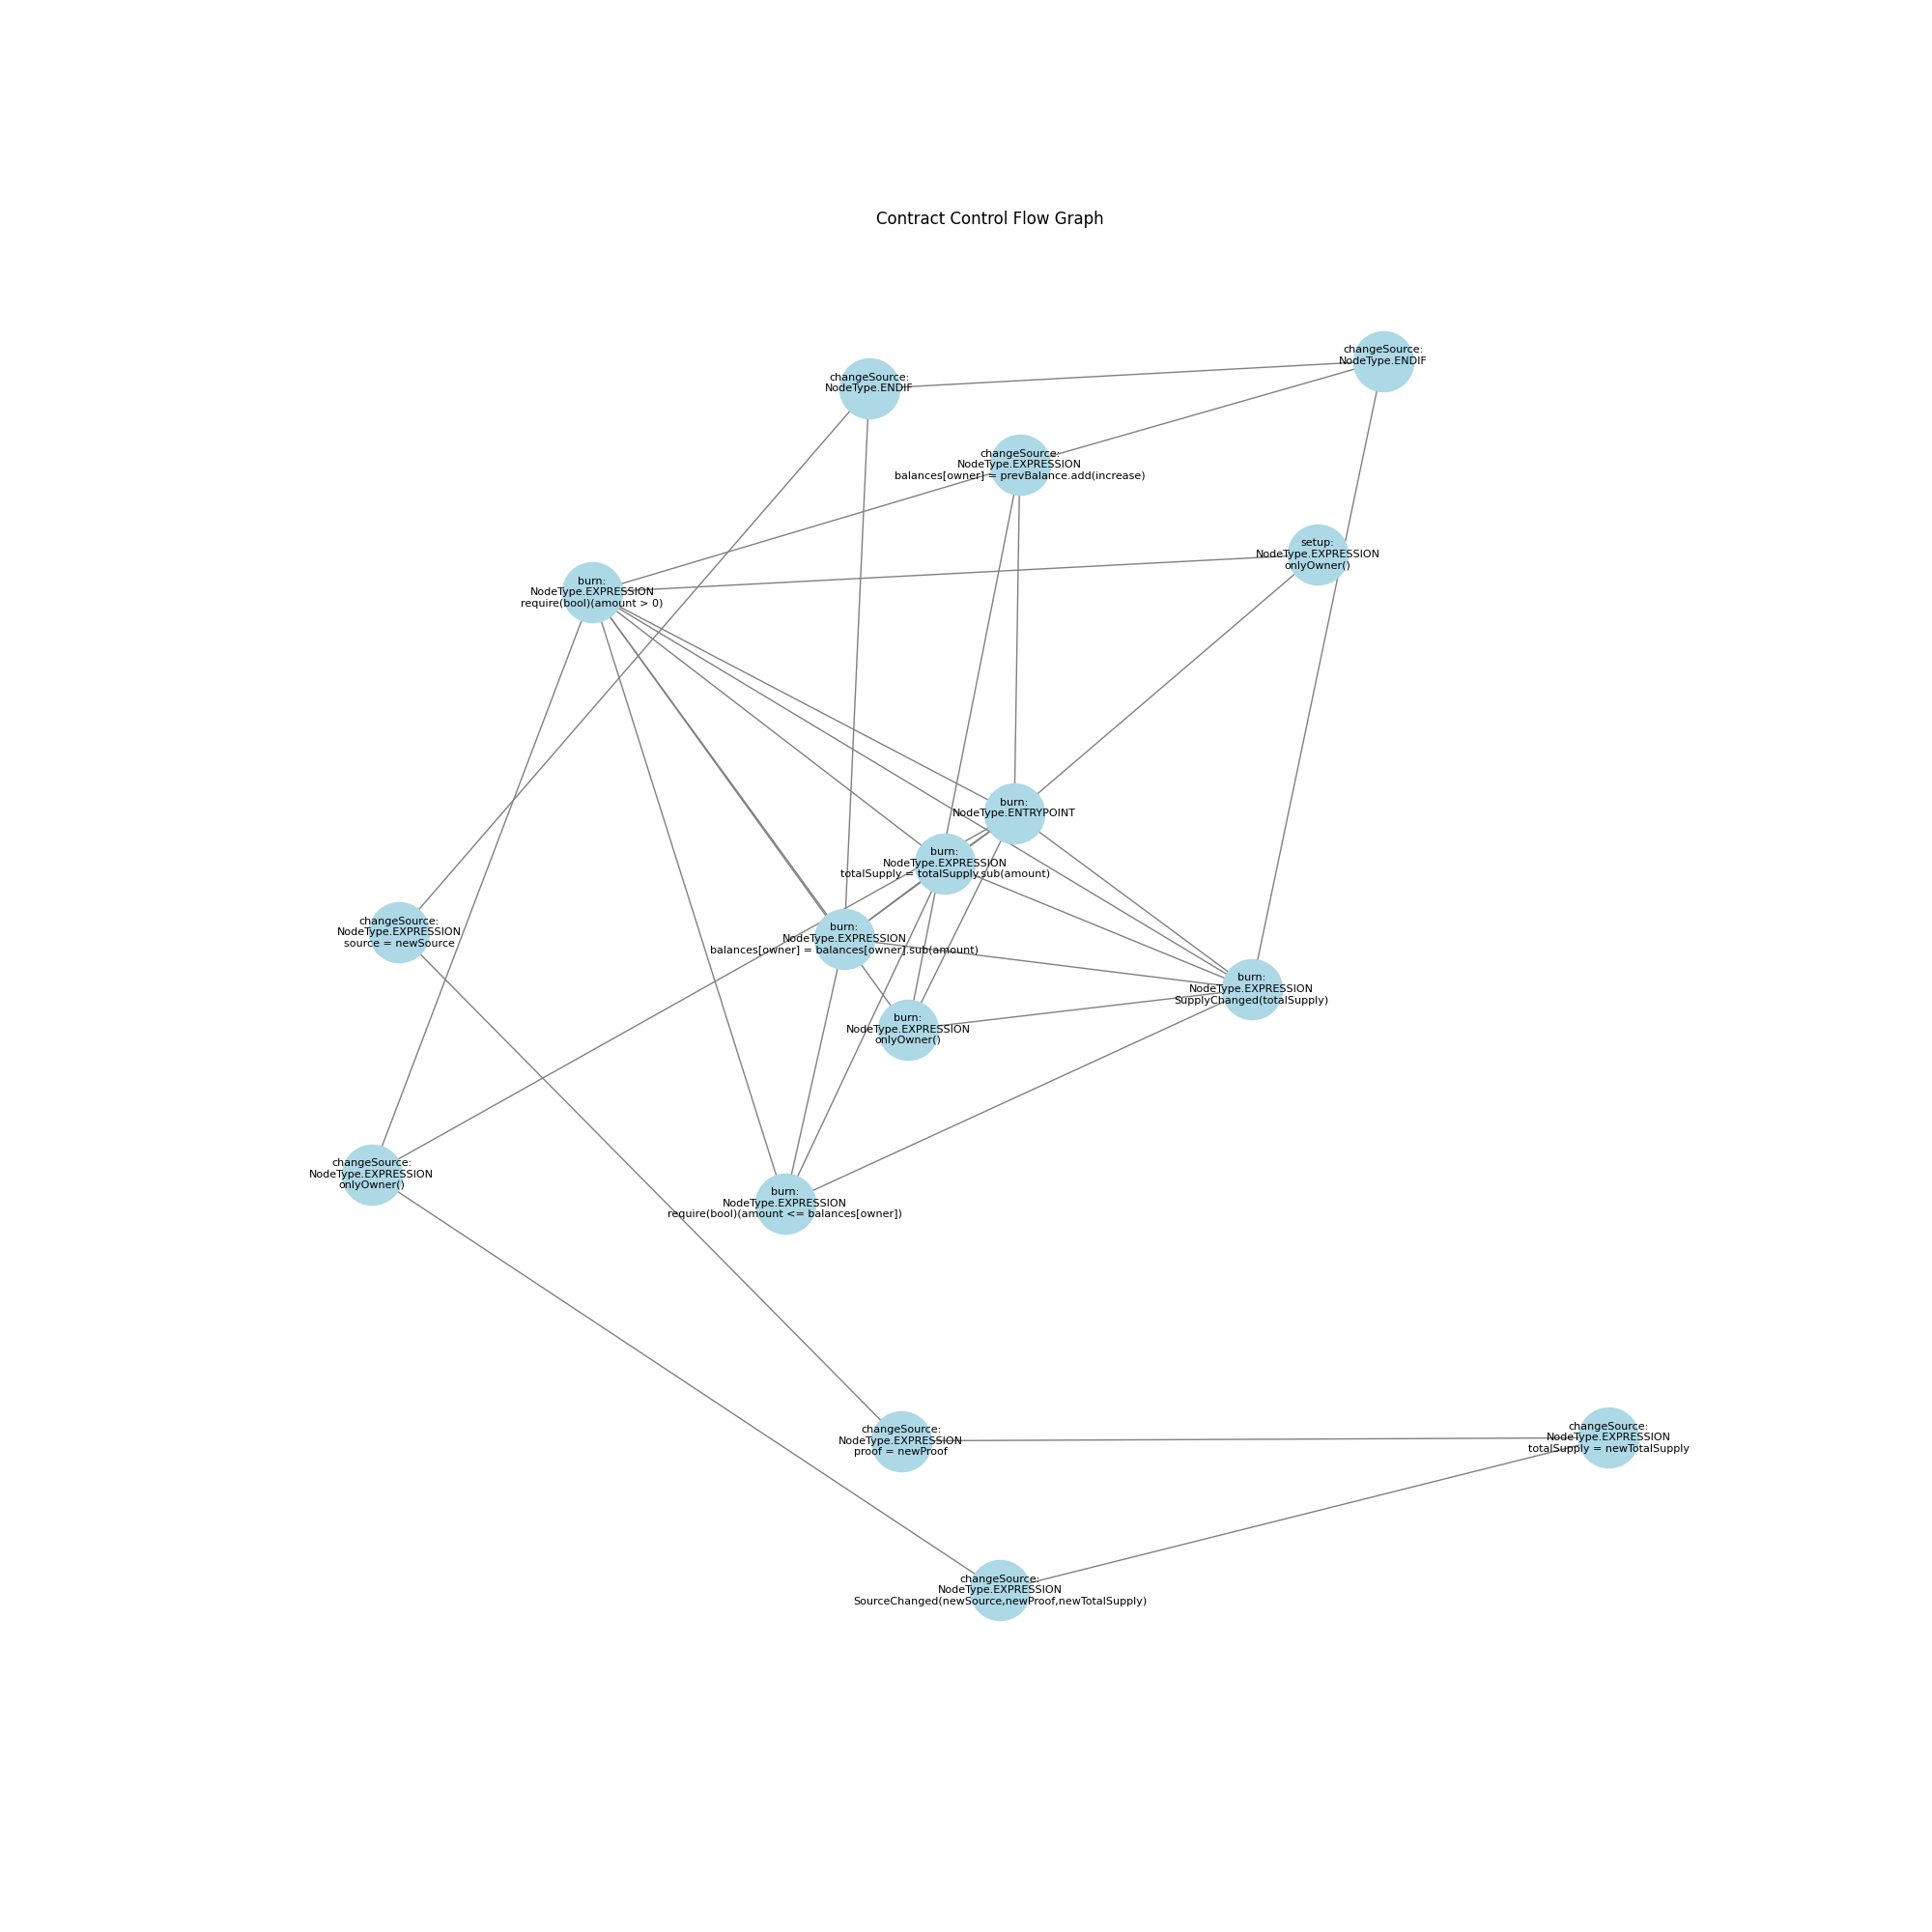 Contract Control Flow Graph
changeSource:
NodeType.ENDIF
changeSource:
NodeType.ENDIF
changeSource:
NodeType.EXPRESSION
balances[owner] = prevBalance.add(increase)
setup:
NodeType.EXPRESSION
onlyOwner()
burn:
NodeType.EXPRESSION
require(bool)(amount > 0)
burn:
NodeType.ENTRYPOINT
burn:
NodeType.EXPRESSION
totalSupply = totalSupply.sub(amount)
changeSource:
NodeType.EXPRESSION
source = newSource
burn:
NodeType.EXPRESSION
balances[owner] = balances[owner].sub(amount)
burn:
NodeType.EXPRESSION
SupplyChanged(totalSupply)
burn:
NodeType.EXPRESSION
onlyOwner()
changeSource:
NodeType.EXPRESSION
onlyOwner()
burn:
NodeType.EXPRESSION
require(bool)(amount <= balances[owner])
changeSource:
NodeType.EXPRESSION
proof = newProof
changeSource:
NodeType.EXPRESSION
totalSupply = newTotalSupply
changeSource:
NodeType.EXPRESSION
SourceChanged(newSource,newProof,newTotalSupply)